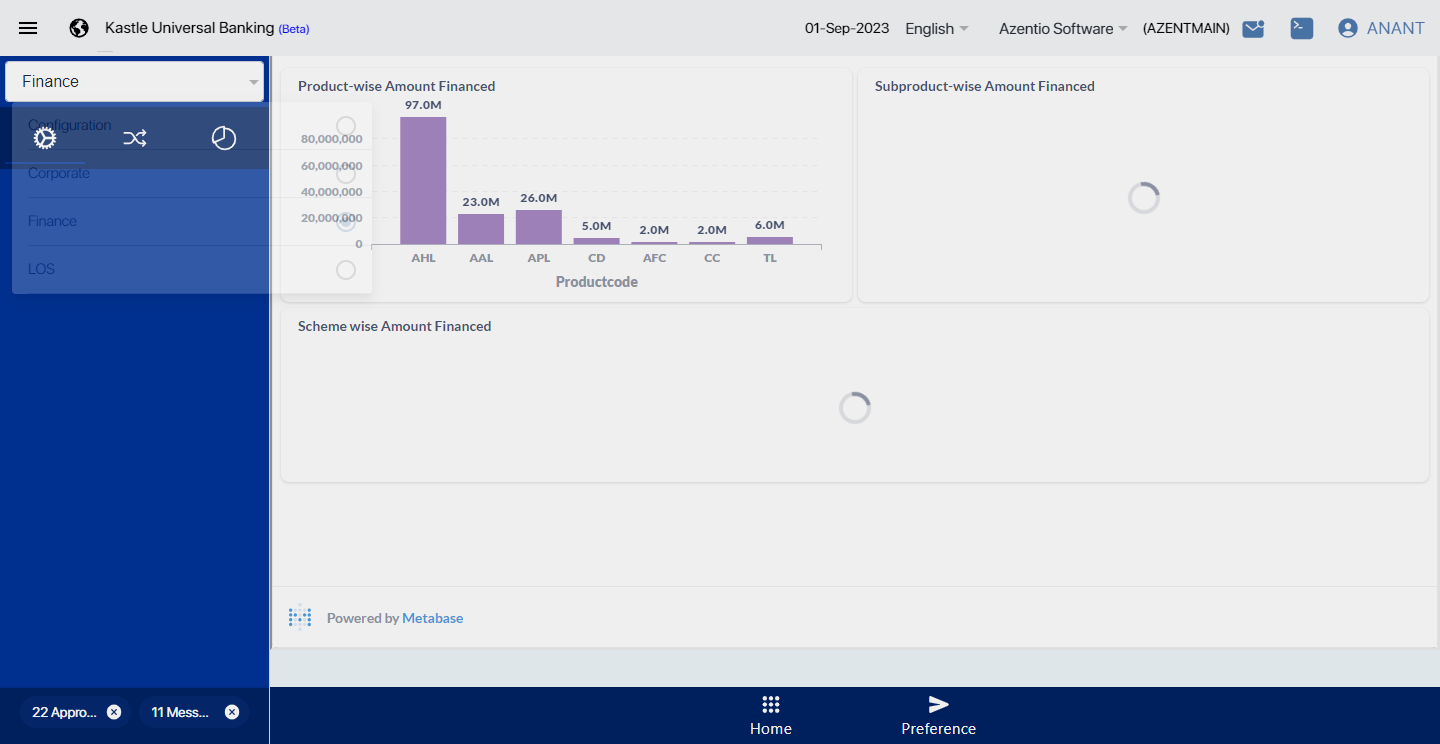 Kastle Universal Banking (Beta)
01-Sep-2023 English Azentio Software (AZENTMAIN) ANANT
Finance
Configuration
Corporate
Finance
LOS
Product-wise Amount Financed
97.0M
80,000,000
60,000,000
40,000,000
20,000,000
0
23.0M
26.0M
5.0M
2.0M
2.0M
6.0M
AHL AAL APL CD AFC CC TL
Productcode
Subproduct-wise Amount Financed
Scheme wise Amount Financed
Powered by Metabase
22 Appro...
11 Mess...
Home
Preference